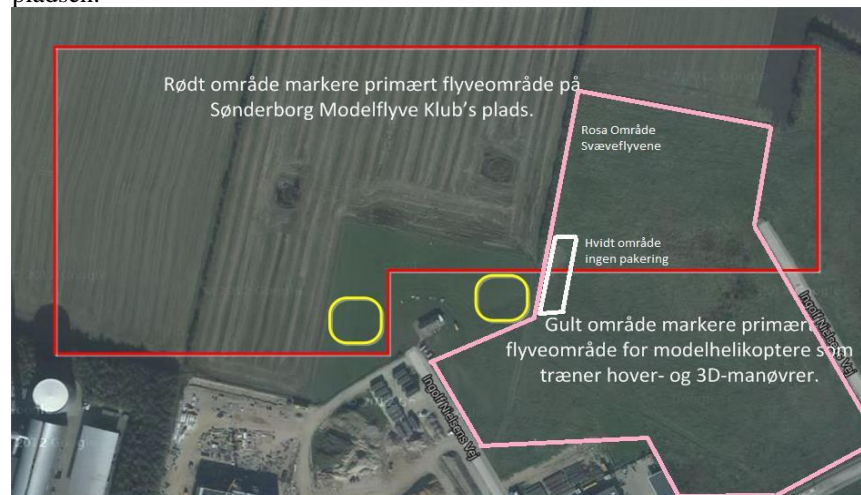 pladsen.
Rødt område markere primært flyveområde på
Sønderborg Modelflyve Klub's plads.
Rosa Område
Svæveflyvene
Hvidt område
ingen pakering
Gult område markere primært
flyveområde for modelhelikoptere som
træner hover- og 3D-manøvrer.
Ingolf Nielsens Vej
Ingolf Nielsens Vej